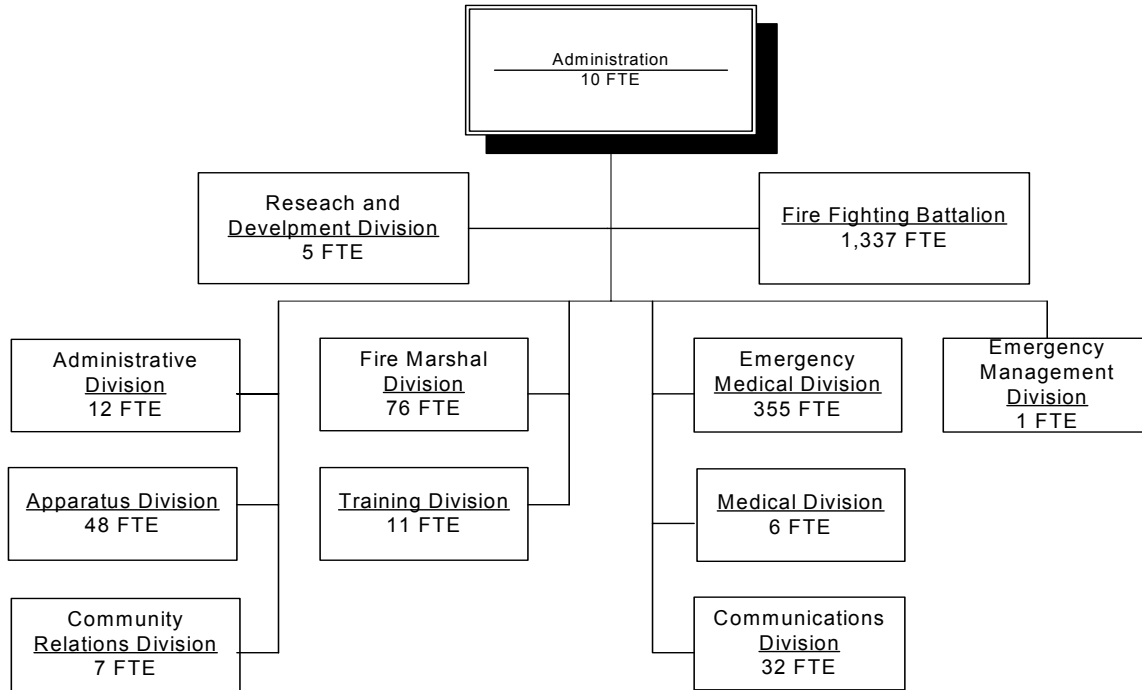 Administration
10 FTE
Reseach and
Develpment Division
5 FTE
Fire Fighting Battalion
1,337 FTE
Administrative
Division
12 FTE
Fire Marshal
Division
76 FTE
Emergency
Medical Division
355 FTE
Emergency
Management
Division
1 FTE
Apparatus Division
48 FTE
Training Division
11 FTE
Medical Division
6 FTE
Community
Relations Division
7 FTE
Communications
Division
32 FTE